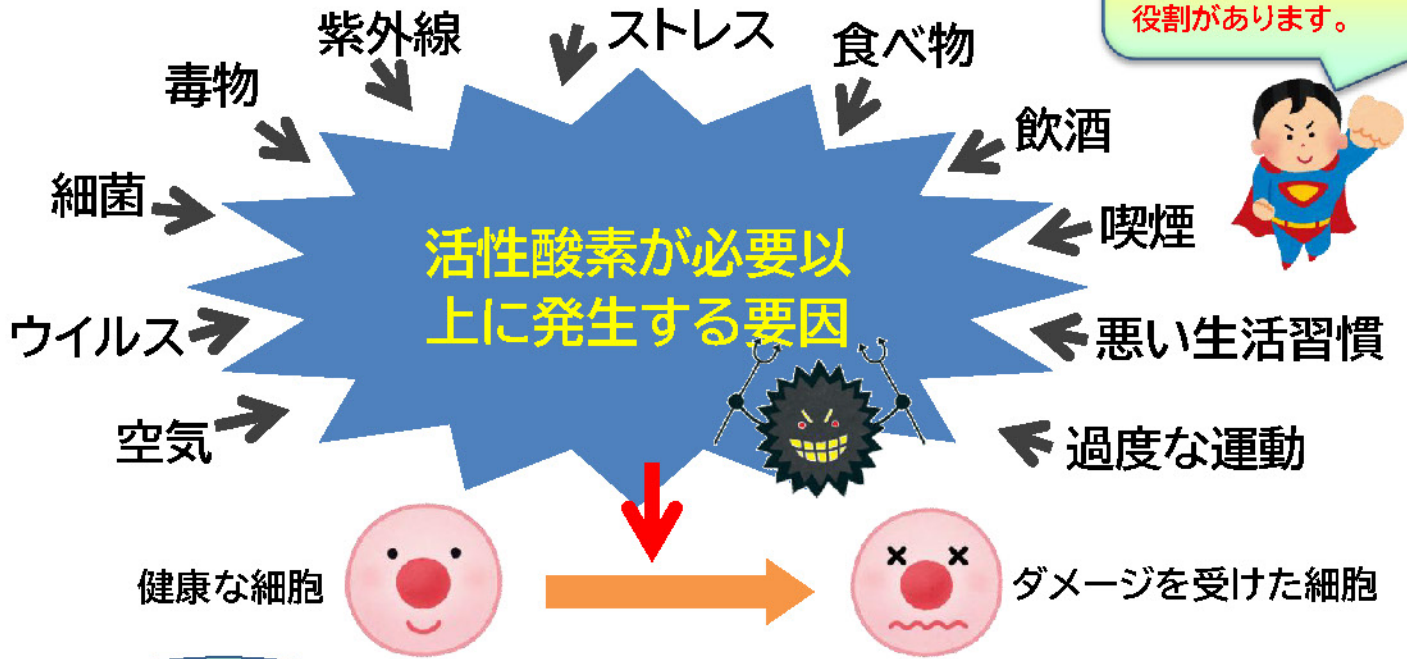 役割があります。
紫外線
ストレス
食べ物
毒物
飲酒
細菌
喫煙
活性酸素が必要以
上に発生する要因
ウイルス
悪い生活習慣
空気
過度な運動
健康な細胞
ダメージを受けた細胞